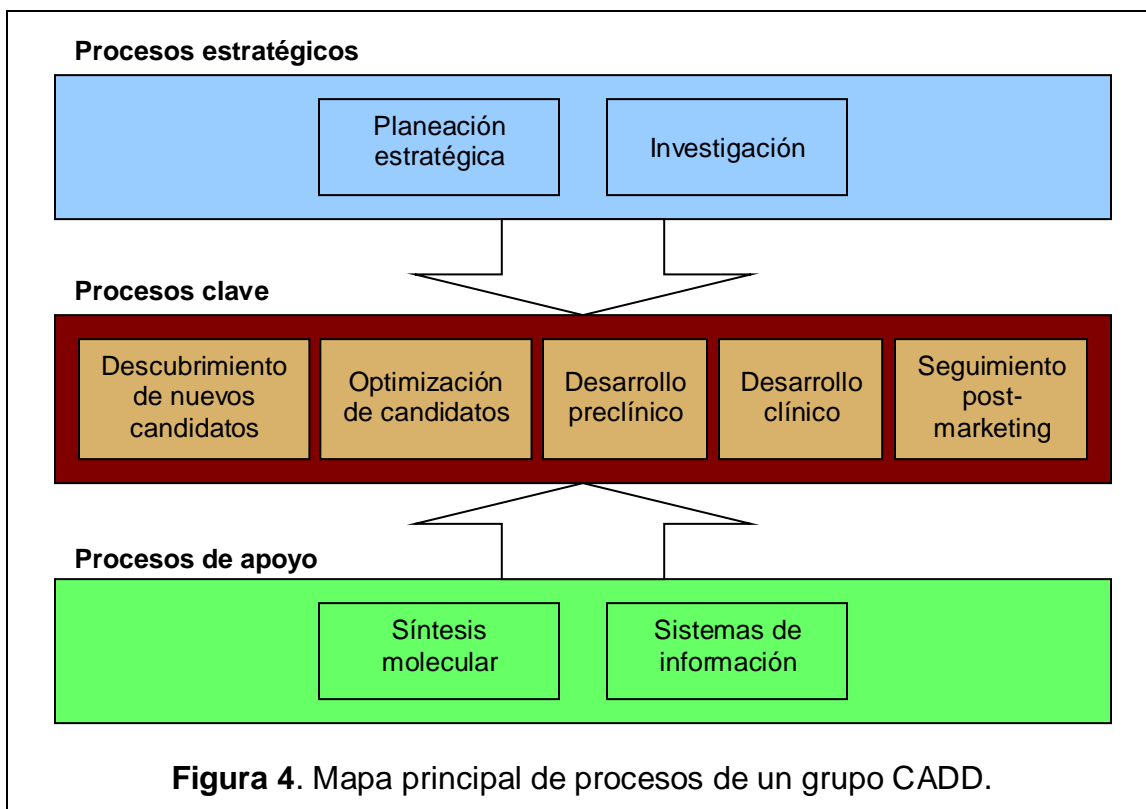 Procesos estratégicos
Planeación
estratégica
Investigación
Procesos clave
Descubrimiento
de nuevos
candidatos
Optimización
de candidatos
Desarrollo
preclínico
Desarrollo
clínico
Seguimiento
post-
marketing
Procesos de apoyo
Síntesis
molecular
Sistemas de
información
Figura 4. Mapa principal de procesos de un grupo CADD.